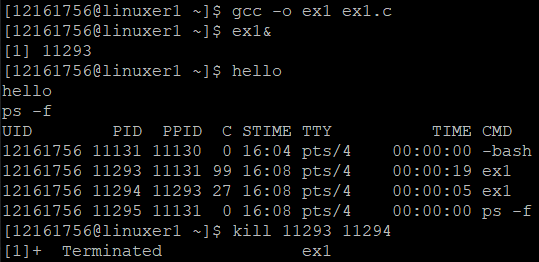 [12161756@linuxer1 ~]$ gcc -o ex1 ex1.c
[12161756@linuxer1 ~]$ ex1&
[1] 11293
[12161756@linuxer1 ~]$ hello
hello
ps -f
UID        PID  PPID  C STIME TTY          TIME CMD
12161756 11131 11130  0 16:04 pts/4    00:00:00 -bash
12161756 11293 11131 99 16:08 pts/4    00:00:19 ex1
12161756 11294 11293 27 16:08 pts/4    00:00:05 ex1
12161756 11295 11131  0 16:08 pts/4    00:00:00 ps -f
[12161756@linuxer1 ~]$ kill 11293 11294
[1]+  Terminated              ex1